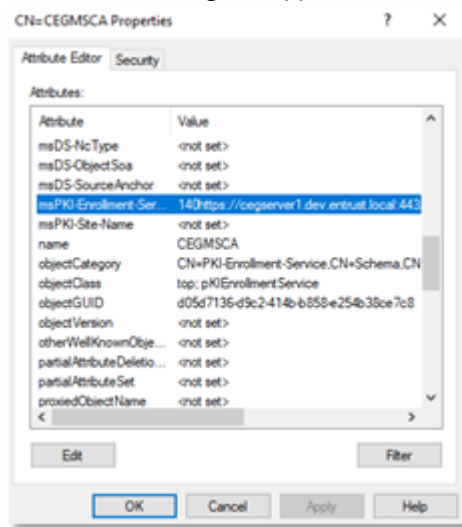 CN=CEGMSCA Properties ? ×
Attribute Editor Security
Attributes:
Attribute Value
msDS-NcType <not set>
msDS-ObjectSoa <not set>
msDS-SourceAnchor <not set>
msPKI-Enrollment-Ser... 140https://cegserver1.dev.entrust.local:443
msPKI-Site-Name <not set>
name CEGMSCA
objectCategory CN=PKI-Enrollment-Service,CN=Schema,CN
objectClass top; pKIEnrollmentService
objectGUID d05d7136-d9c2-414b-b858-e254b38ce7c8
objectVersion <not set>
otherWellKnownObje... <not set>
partialAttributeDeletio... <not set>
partialAttributeSet <not set>
proxiedObjectName <not set>
Edit Filter
OK Cancel Apply Help